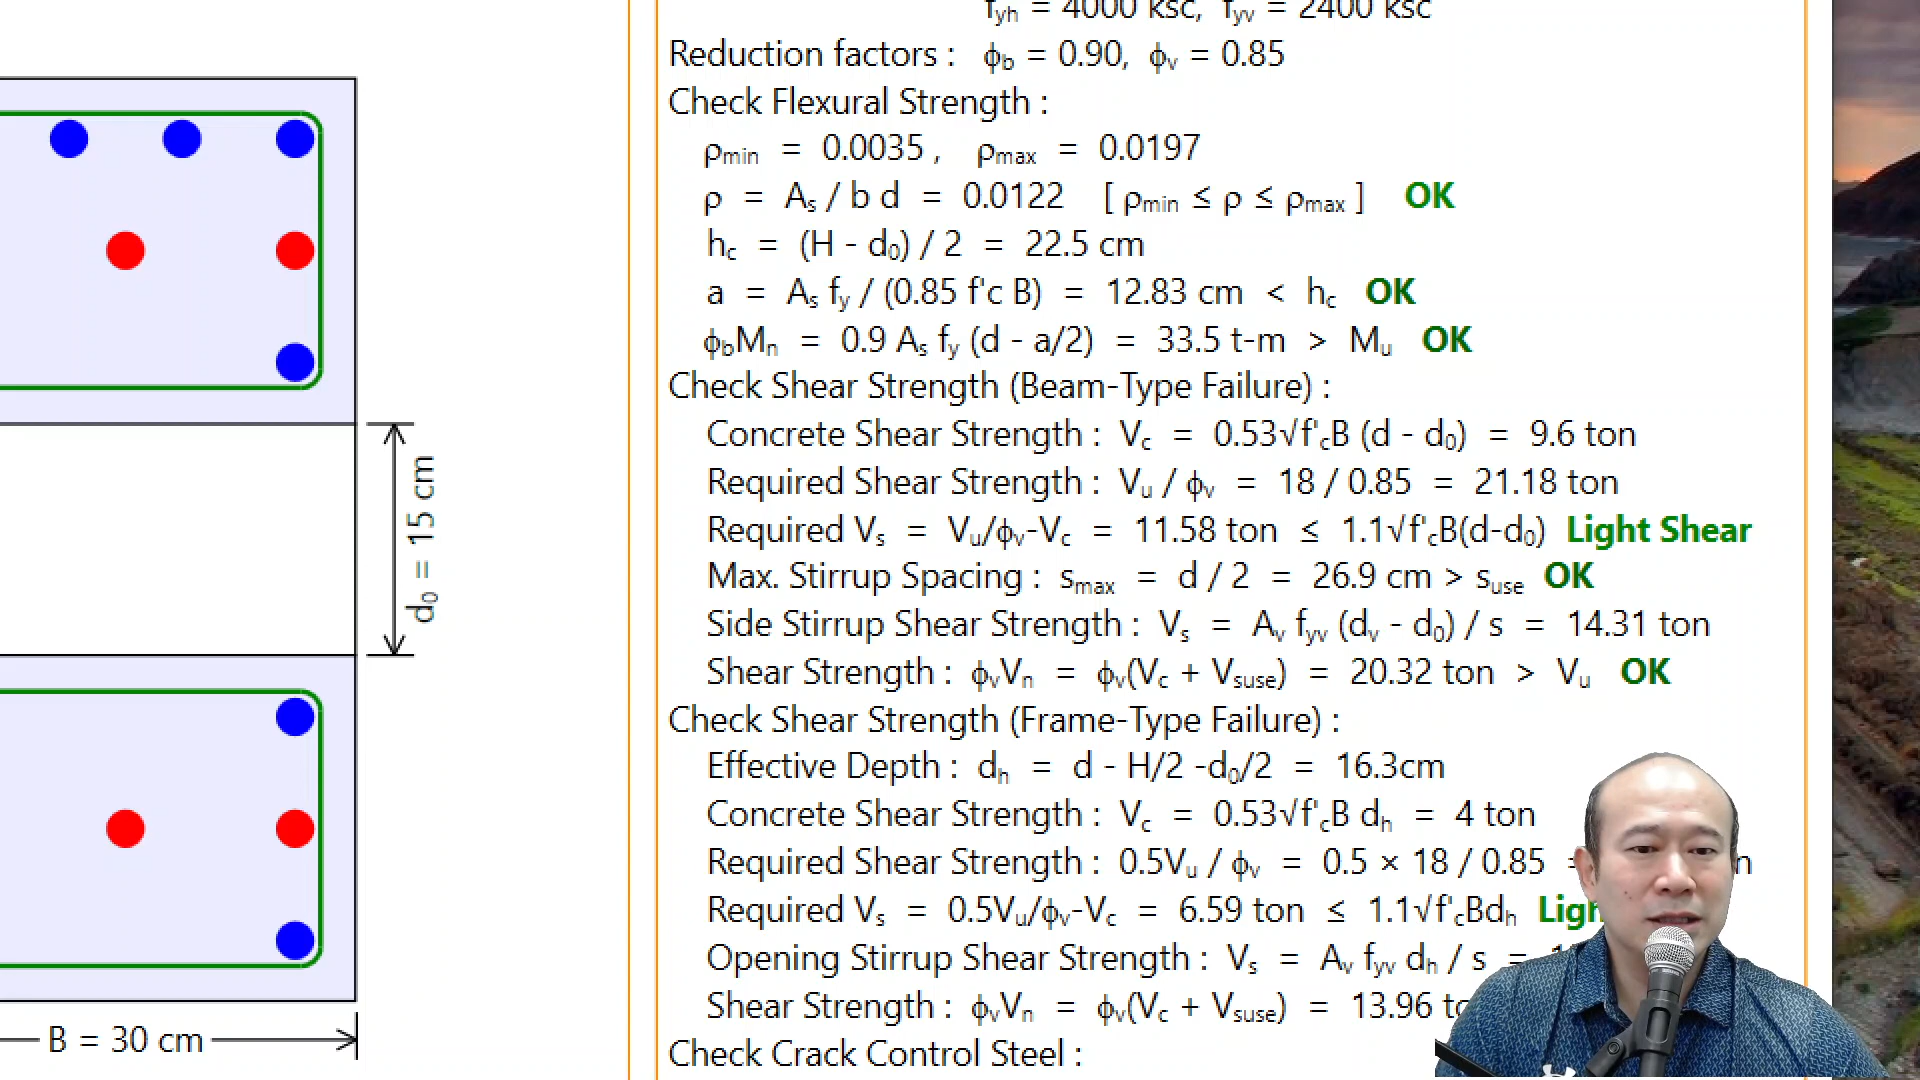 fyh = 4000 ksc, fyv = 2400 ksc
Reduction factors : ϕb = 0.90, ϕv = 0.85
Check Flexural Strength :
ρmin = 0.0035 , ρmax = 0.0197
ρ = As / b d = 0.0122 [ ρmin ≤ ρ ≤ ρmax ] OK
hc = (H - d0) / 2 = 22.5 cm
a = As fy / (0.85 f'c B) = 12.83 cm < hc OK
ϕbMn = 0.9 As fy (d - a/2) = 33.5 t-m > Mu OK
Check Shear Strength (Beam-Type Failure) :
Concrete Shear Strength : Vc = 0.53√f'cB (d - d0) = 9.6 ton
Required Shear Strength : Vu / ϕv = 18 / 0.85 = 21.18 ton
Required Vs = Vu/ϕv-Vc = 11.58 ton ≤ 1.1√f'cB(d-d0) Light Shear
Max. Stirrup Spacing : smax = d / 2 = 26.9 cm > suse OK
Side Stirrup Shear Strength : Vs = Av fyv (dv - d0) / s = 14.31 ton
Shear Strength : ϕvVn = ϕv(Vc + Vsuse) = 20.32 ton > Vu OK
Check Shear Strength (Frame-Type Failure) :
Effective Depth : dh = d - H/2 -d0/2 = 16.3cm
Concrete Shear Strength : Vc = 0.53√f'cB dh = 4 ton
Required Shear Strength : 0.5Vu / ϕv = 0.5 × 18 / 0.85
Required Vs = 0.5Vu/ϕv-Vc = 6.59 ton ≤ 1.1√f'cBdh
Opening Stirrup Shear Strength : Vs = Av fyv dh / s =
Shear Strength : ϕvVn = ϕv(Vc + Vsuse) = 13.96
Check Crack Control Steel :
d0 = 15 cm
B = 30 cm